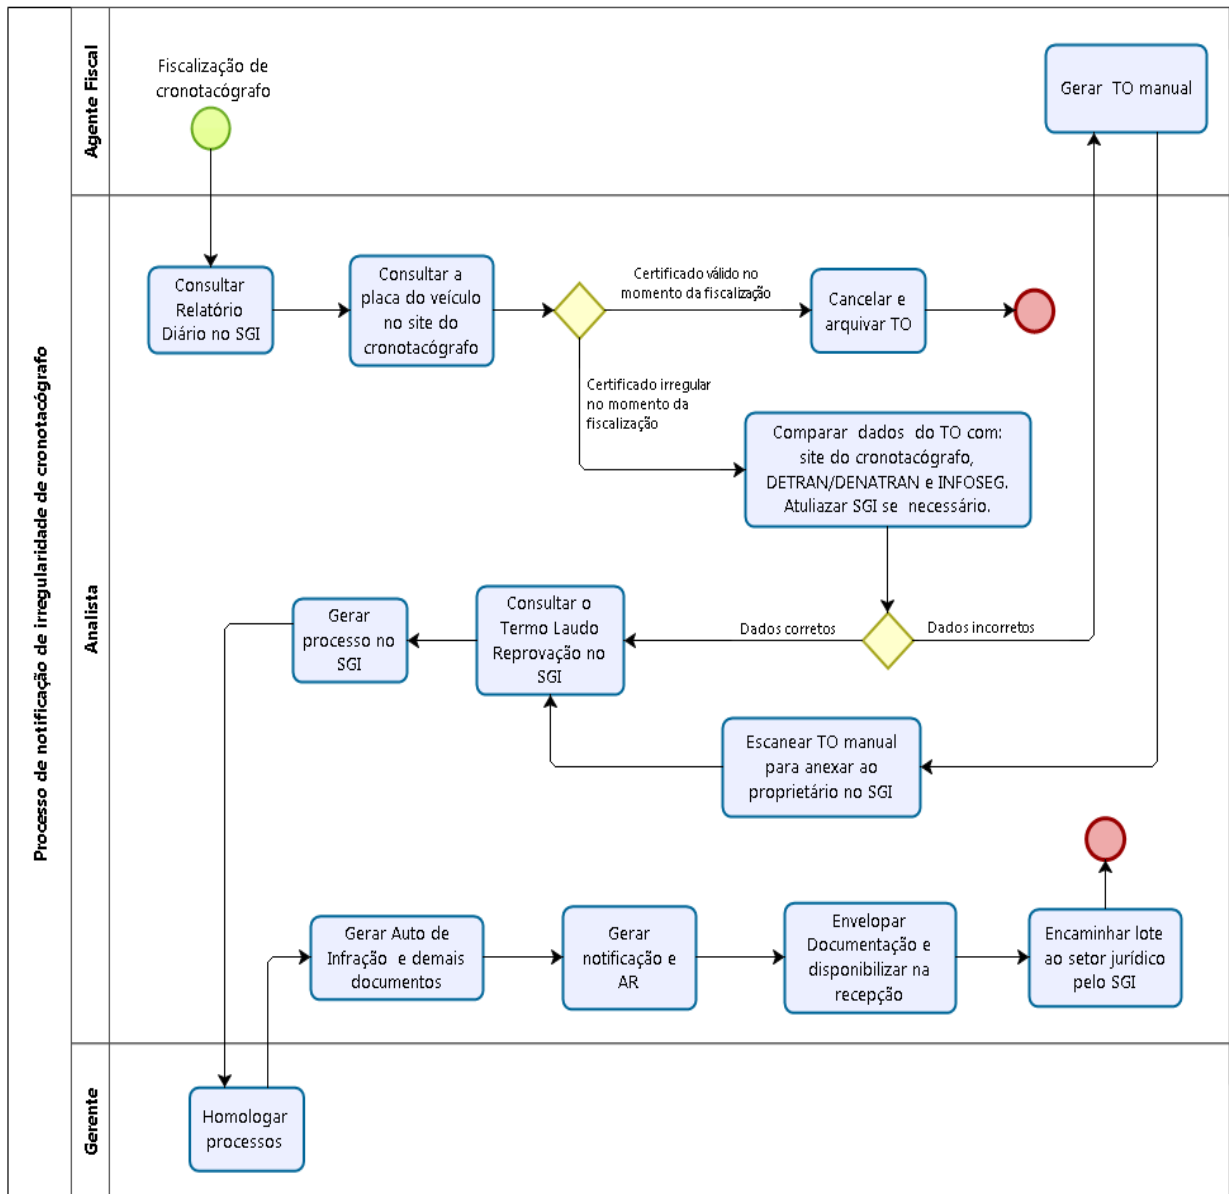 Processo de notificação de irregularidade de cronotacógrafo
Agente Fiscal
Fiscalização de
cronotacógrafo
Gerar TO manual
Analista
Consultar
Relatório
Diário no SGI
Consultar a
placa do veículo
no site do
cronotacógrafo
Certificado válido no
momento da fiscalização
Cancelar e
arquivar TO
Certificado irregular
no momento da
fiscalização
Comparar dados do TO com:
site do cronotacógrafo,
DETRAN/DENATRAN e INFOSEG.
Atuliazar SGI se necessário.
Gerar
processo no
SGI
Consultar o
Termo Laudo
Reprovação no
SGI
Dados corretos
Dados incorretos
Escanear TO manual
para anexar ao
proprietário no SGI
Gerar Auto de
Infração e demais
documentos
Gerar
notificação e
AR
Envelopar
Documentação e
disponibilizar na
recepção
Encaminhar lote
ao setor jurídico
pelo SGI
Gerente
Homologar
processos